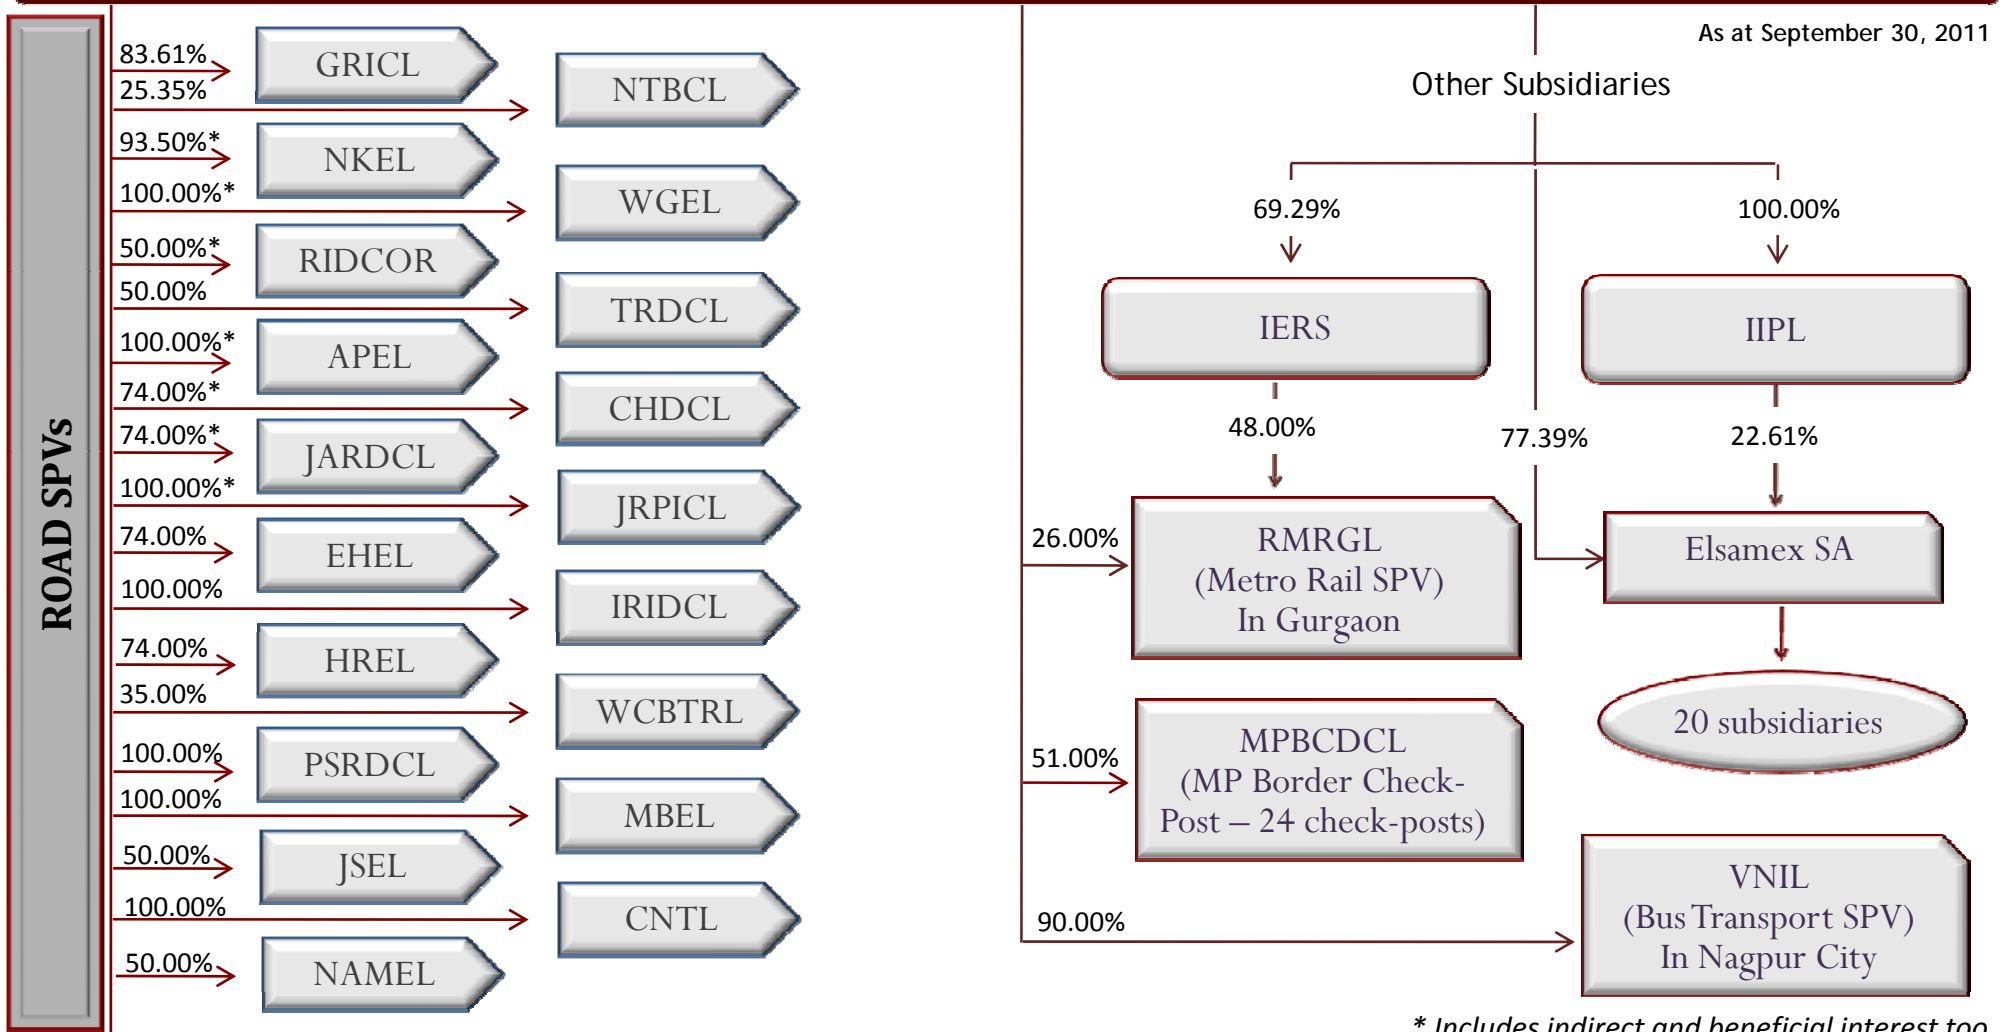 As at September 30, 2011
ROAD SPVs
83.61%
GRICL
25.35%
NTBCL
93.50%*
NKEL
100.00%*
WGEL
50.00%*
RIDCOR
50.00%
TRDCL
100.00%*
APEL
74.00%*
CHDCL
74.00%*
JARDCL
100.00%*
JRPICL
74.00%
EHEL
100.00%
IRIDCL
74.00%
HREL
35.00%
WCBTRL
100.00%
PSRDCL
100.00%
MBEL
50.00%
JSEL
100.00%
CNTL
50.00%
NAMEL
Other Subsidiaries
69.29%
100.00%
IERS
IIPL
48.00%
77.39%
22.61%
26.00%
RMRGL
(Metro Rail SPV)
In Gurgaon
Elsamex SA
20 subsidiaries
51.00%
MPBCDCL
(MP Border Check-
Post – 24 check-posts)
90.00%
VNIL
(Bus Transport SPV)
In Nagpur City
* Includes indirect and beneficial interest too